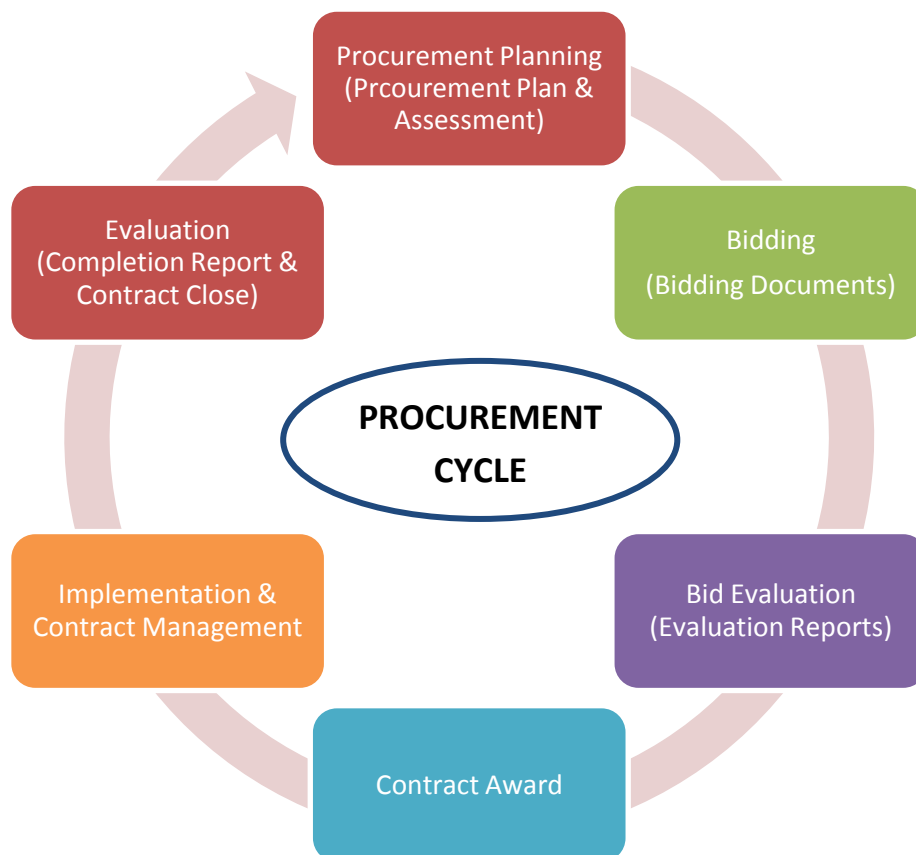 Procurement Planning
(Prcourement Plan &
Assessment)
Bidding
(Bidding Documents)
Bid Evaluation
(Evaluation Reports)
Contract Award
Implementation &
Contract Management
Evaluation
(Completion Report &
Contract Close)
PROCUREMENT
CYCLE